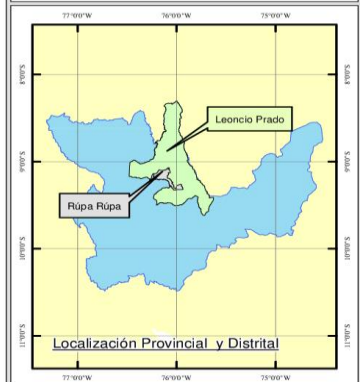 77°0'0"W 76°0'0"W 75°0'0"W
8°0'0"S 8°0'0"S
Leoncio Prado
9°0'0"S 9°0'0"S
Rúpa Rúpa
10°0'0"S 10°0'0"S
11°0'0"S 11°0'0"S
Localización Provincial y Distrital
77°0'0"W 76°0'0"W 75°0'0"W